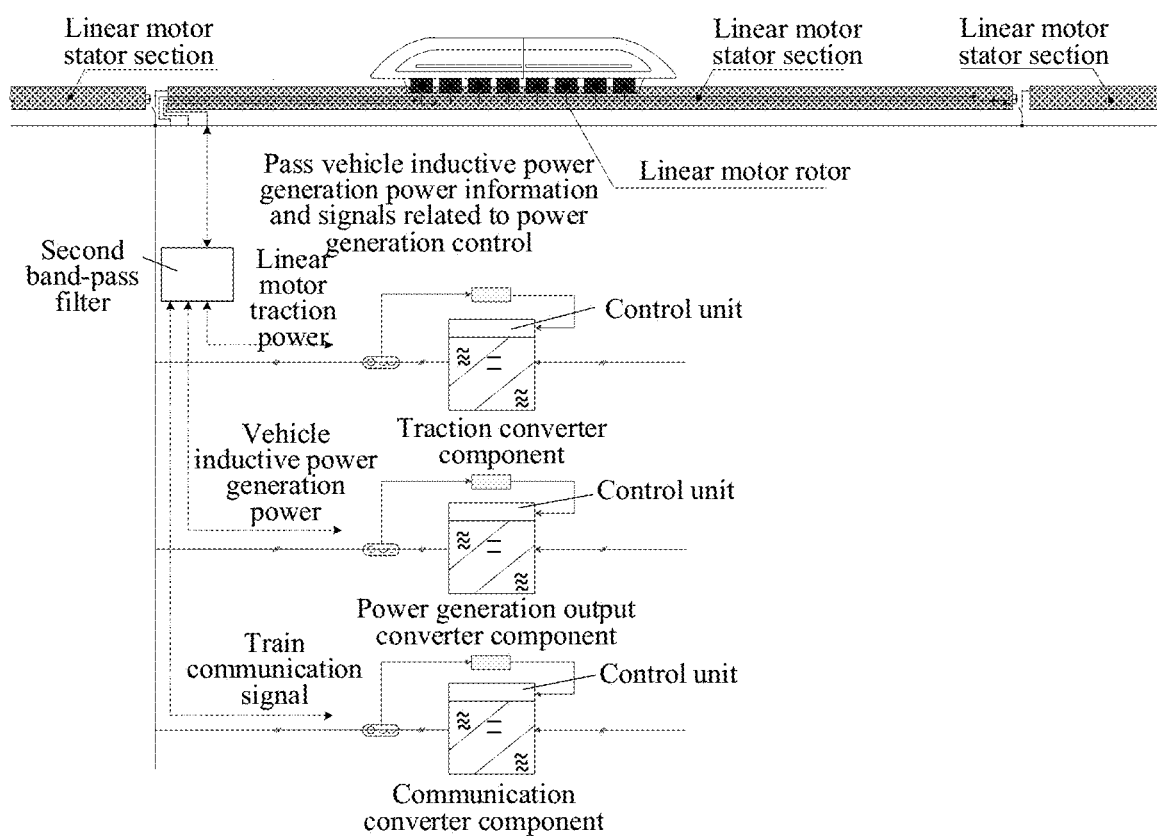 Linear motor
stator section
Linear motor
stator section
Linear motor
stator section
Pass vehicle inductive power
generation power information
and signals related to power
generation control
Linear motor rotor
Second
band-pass
filter
Linear
motor
traction
power
Control unit
Traction converter
component
Vehicle
inductive power
generation
power
Control unit
Power generation output
converter component
Train
communication
signal
Control unit
Communication
converter component